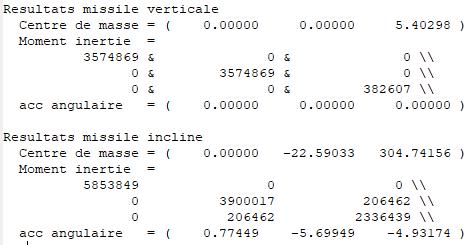 Resultats missile verticale
Centre de masse = ( 0.00000 0.00000 5.40298 )
Moment inertie =
3574869 & 0 & 0 \\
0 & 3574869 & 0 \\
0 & 0 & 382607 \\
acc angulaire = ( 0.00000 0.00000 0.00000 )
Resultats missile incline
Centre de masse = ( 0.00000 -22.59033 304.74156 )
Moment inertie =
5853849 0 0 \\
0 3900017 206462 \\
0 206462 2336439 \\
acc angulaire = ( 0.77449 -5.69949 -4.93174 )